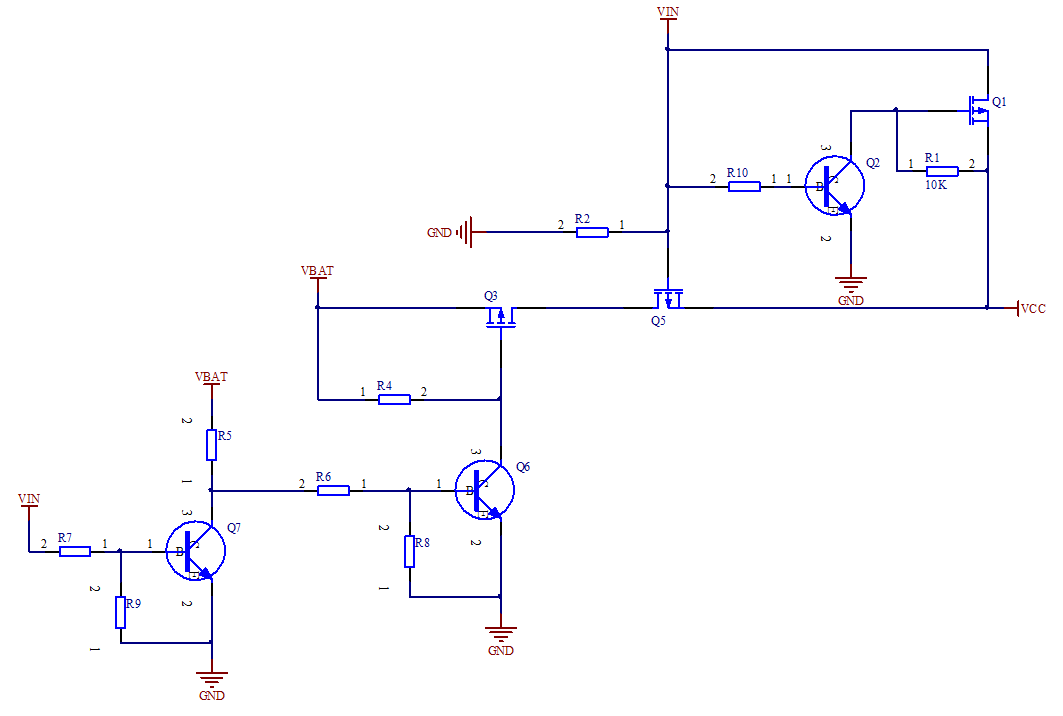 VIN
Q1
3
Q2
R1
1
2
10K
R10
2
1
1
B
C
E
2
GND
R2
2
1
GND
VBAT
Q3
Q5
VCC
R4
1
2
VBAT
2
R5
1
R6
2
1
1
3
Q6
B
C
E
2
VIN
R7
2
1
1
3
Q7
B
C
E
2
2
R8
1
2
R9
1
GND
GND